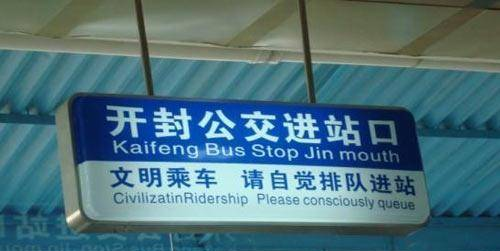 开封公交进站口
Kaifeng Bus Stop Jin mouth
文明乘车 请自觉排队进站
CivilizatinRidership Please consciously queue